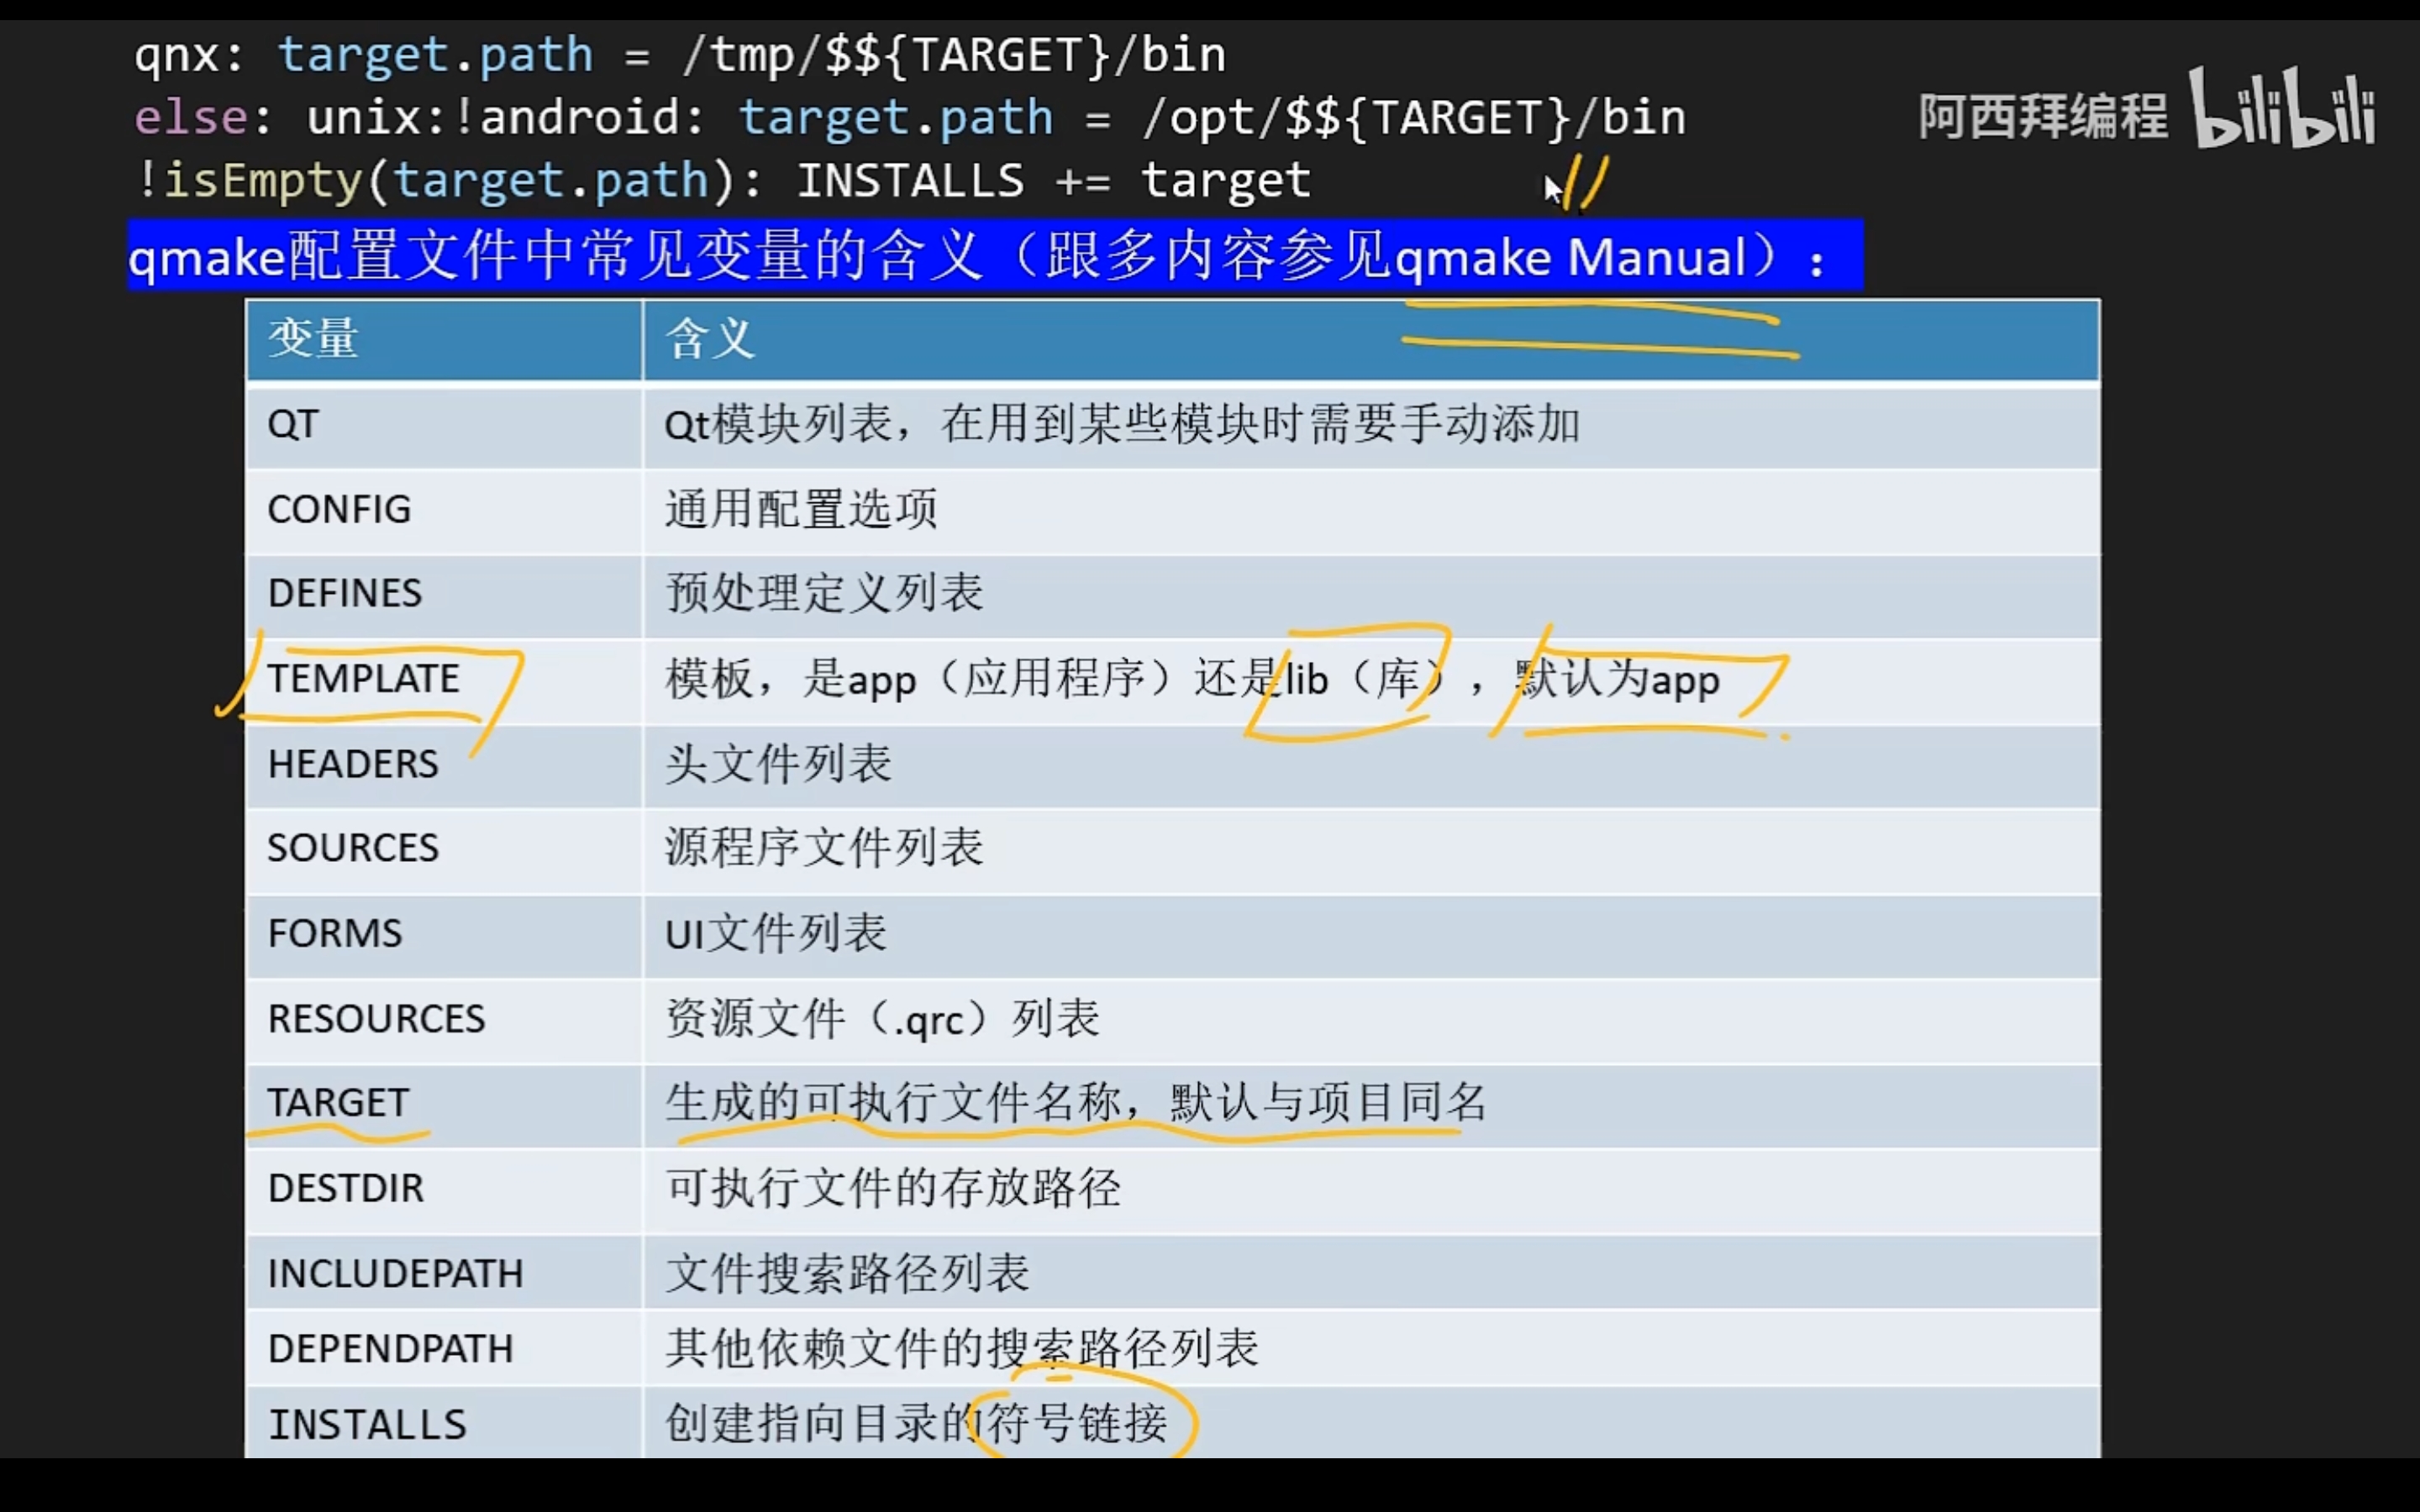 qnx: target.path = /tmp/$${TARGET}/bin
else: unix:!android: target.path = /opt/$${TARGET}/bin
!isEmpty(target.path): INSTALLS += target
阿西拜编程 bilibili
qmake配置文件中常见变量的含义（跟多内容参见qmake Manual）：
变量 含义
QT Qt模块列表，在用到某些模块时需要手动添加
CONFIG 通用配置选项
DEFINES 预处理定义列表
TEMPLATE 模板，是app（应用程序）还是lib（库），默认为app
HEADERS 头文件列表
SOURCES 源程序文件列表
FORMS UI文件列表
RESOURCES 资源文件（.qrc）列表
TARGET 生成的可执行文件名称，默认与项目同名
DESTDIR 可执行文件的存放路径
INCLUDEPATH 文件搜索路径列表
DEPENDPATH 其他依赖文件的搜索路径列表
INSTALLS 创建指向目录的符号链接